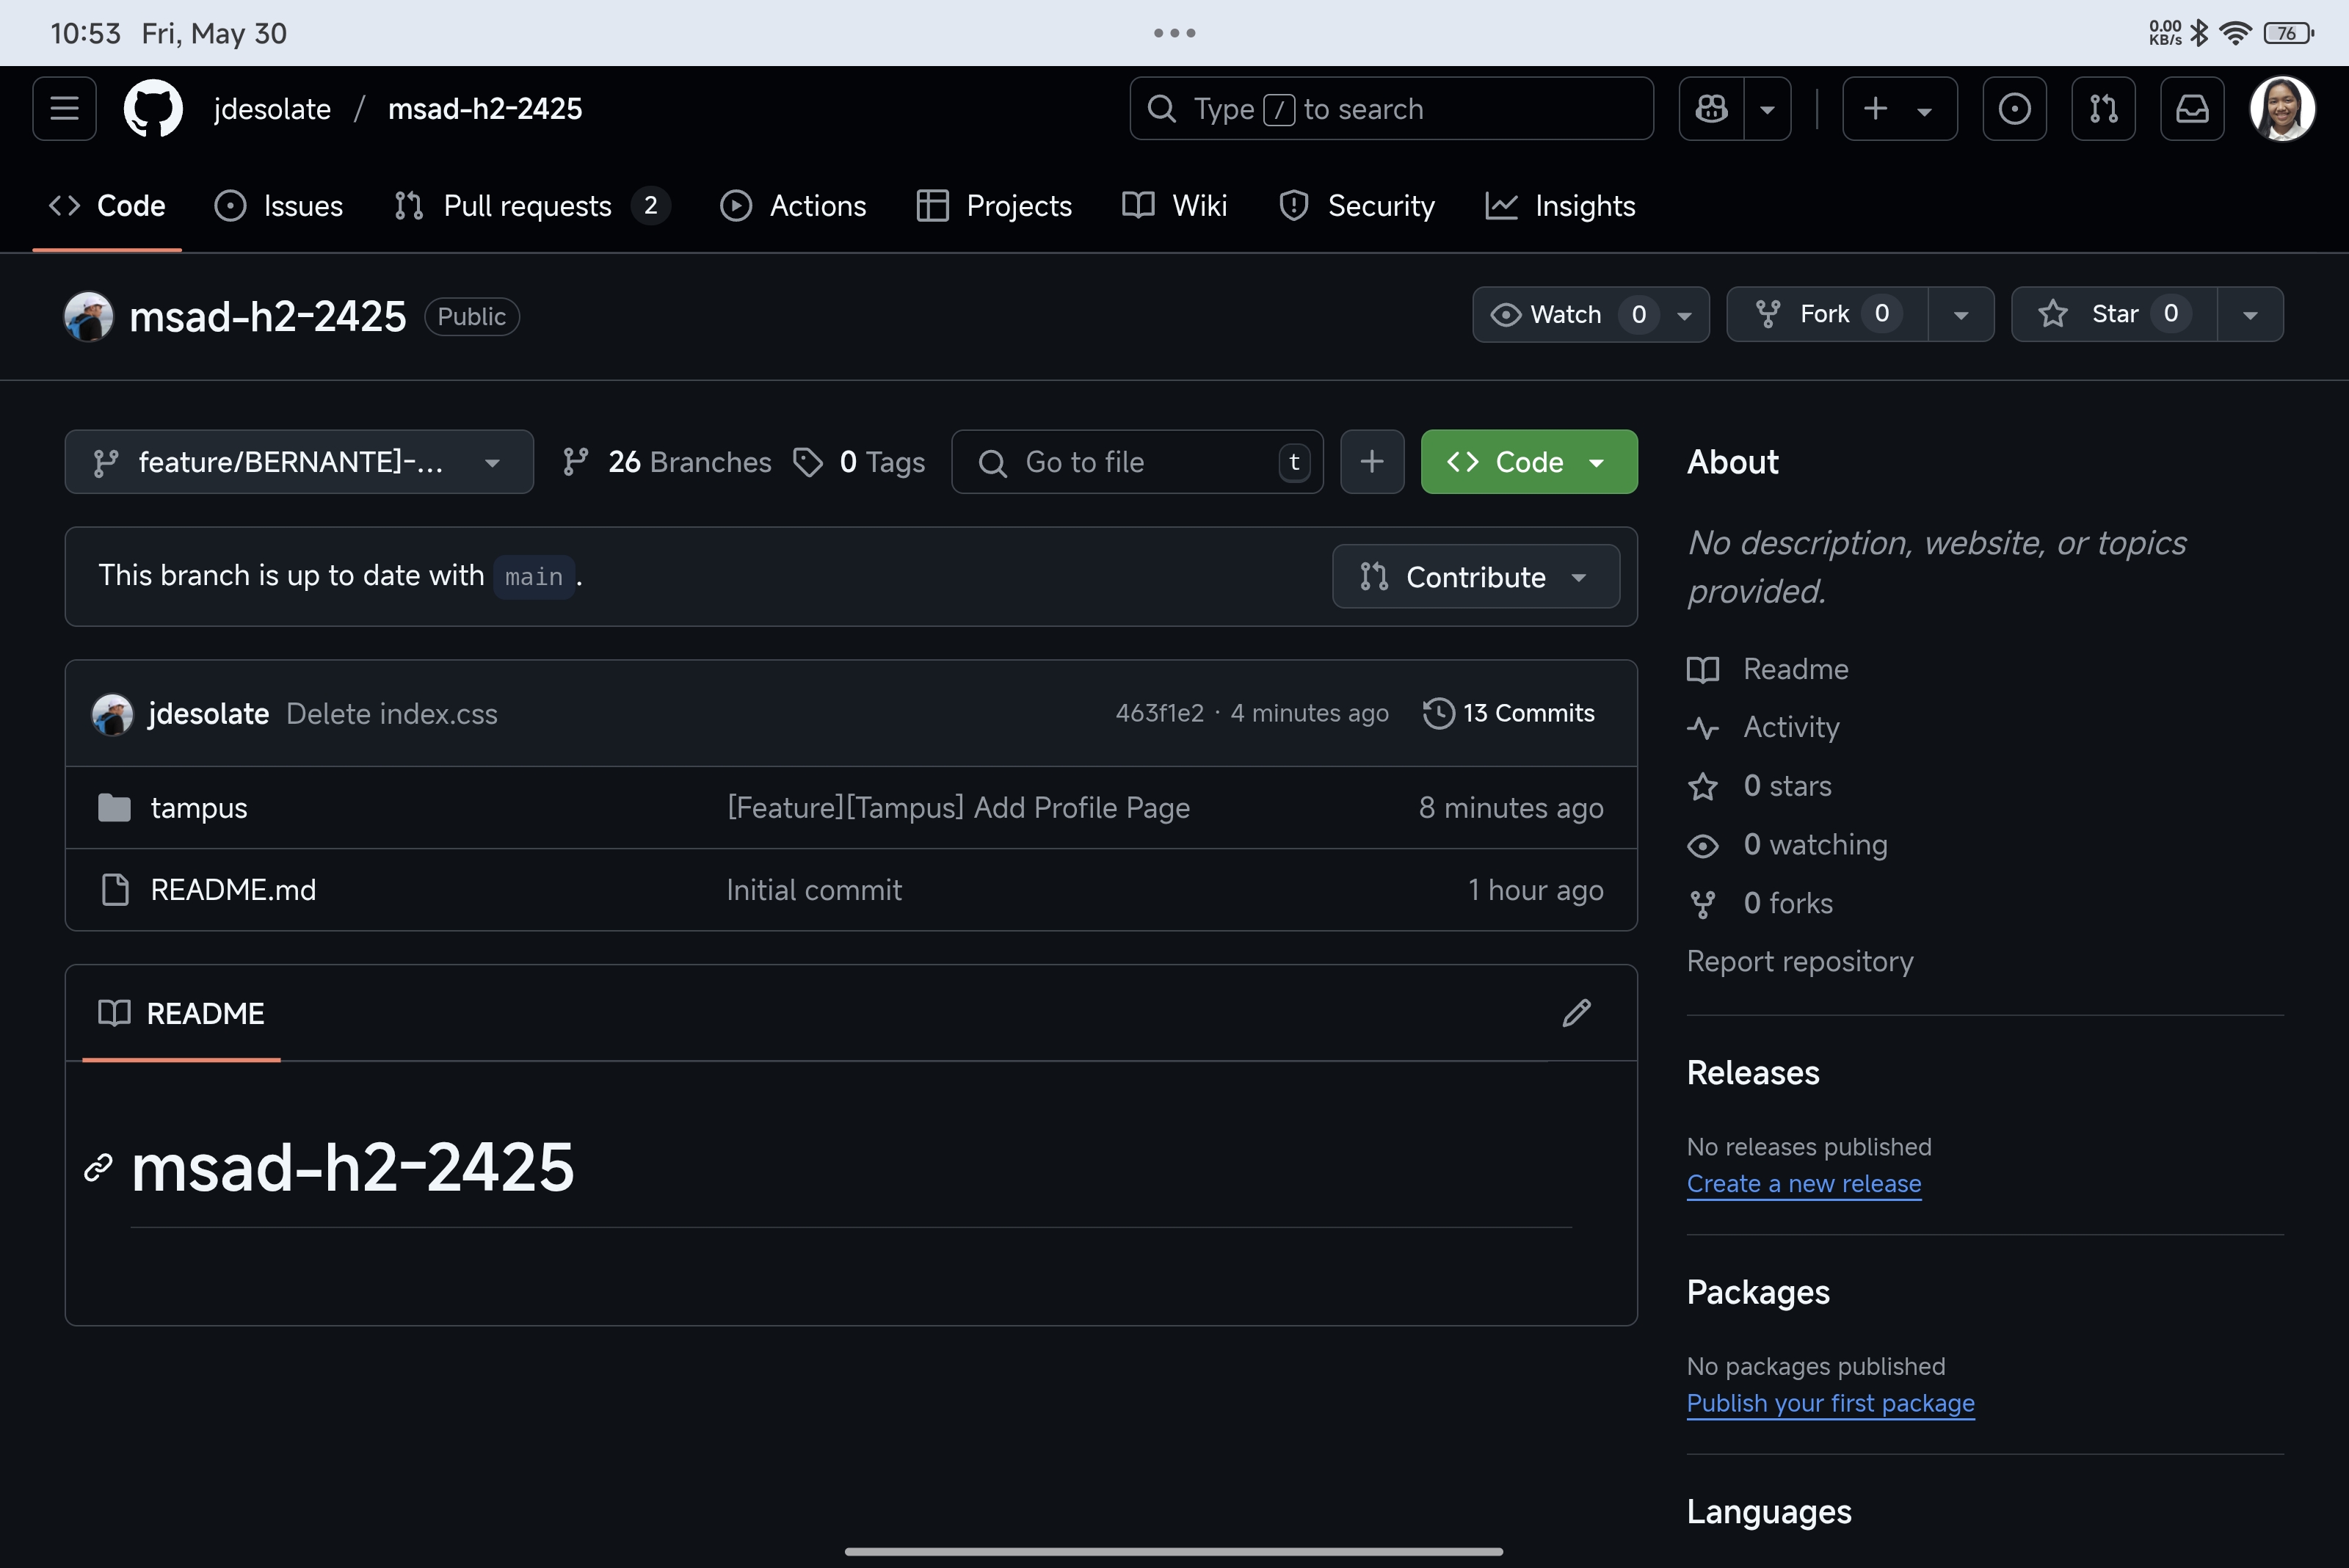 10:53 Fri, May 30
0.00 KB/s 76
jdesolate / msad-h2-2425
Type / to search
Code Issues Pull requests 2 Actions Projects Wiki Security Insights
msad-h2-2425 Public
Watch 0 Fork 0 Star 0
feature/BERNANTE]-... 26 Branches 0 Tags Go to file t Code
This branch is up to date with main .
Contribute
jdesolate Delete index.css 463f1e2 · 4 minutes ago 13 Commits
tampus [Feature][Tampus] Add Profile Page 8 minutes ago
README.md Initial commit 1 hour ago
README
msad-h2-2425
About
No description, website, or topics
provided.
Readme
Activity
0 stars
0 watching
0 forks
Report repository
Releases
No releases published
Create a new release
Packages
No packages published
Publish your first package
Languages